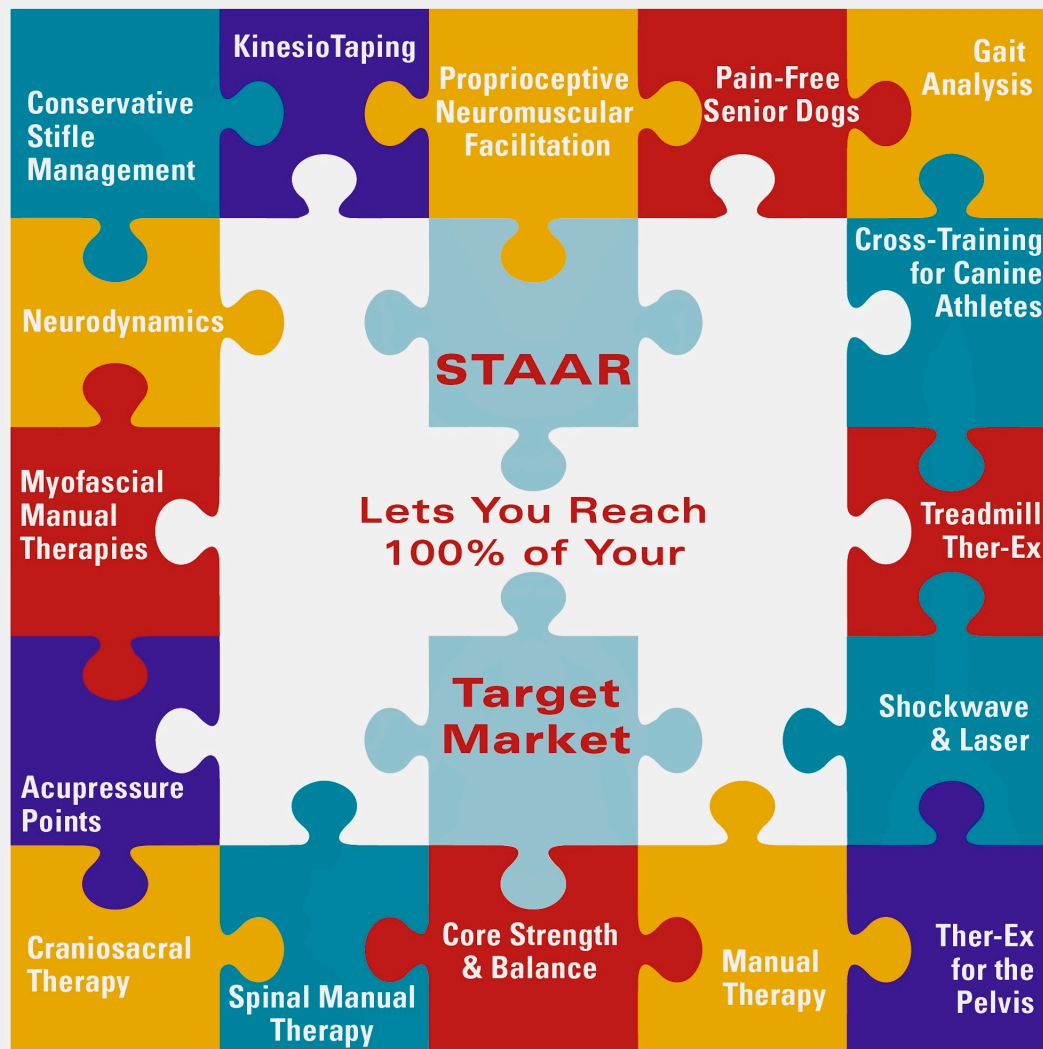 KinesioTaping
Conservative
Stifle
Management
Proprioceptive
Neuromuscular
Facilitation
Pain-Free
Senior Dogs
Gait
Analysis
Neurodynamics
Cross-Training
for Canine
Athletes
STAAR
Lets You Reach
100% of Your
Target
Market
Myofascial
Manual
Therapies
Treadmill
Ther-Ex
Acupressure
Points
Shockwave
& Laser
Craniosacral
Therapy
Spinal Manual
Therapy
Core Strength
& Balance
Manual
Therapy
Ther-Ex
for the
Pelvis